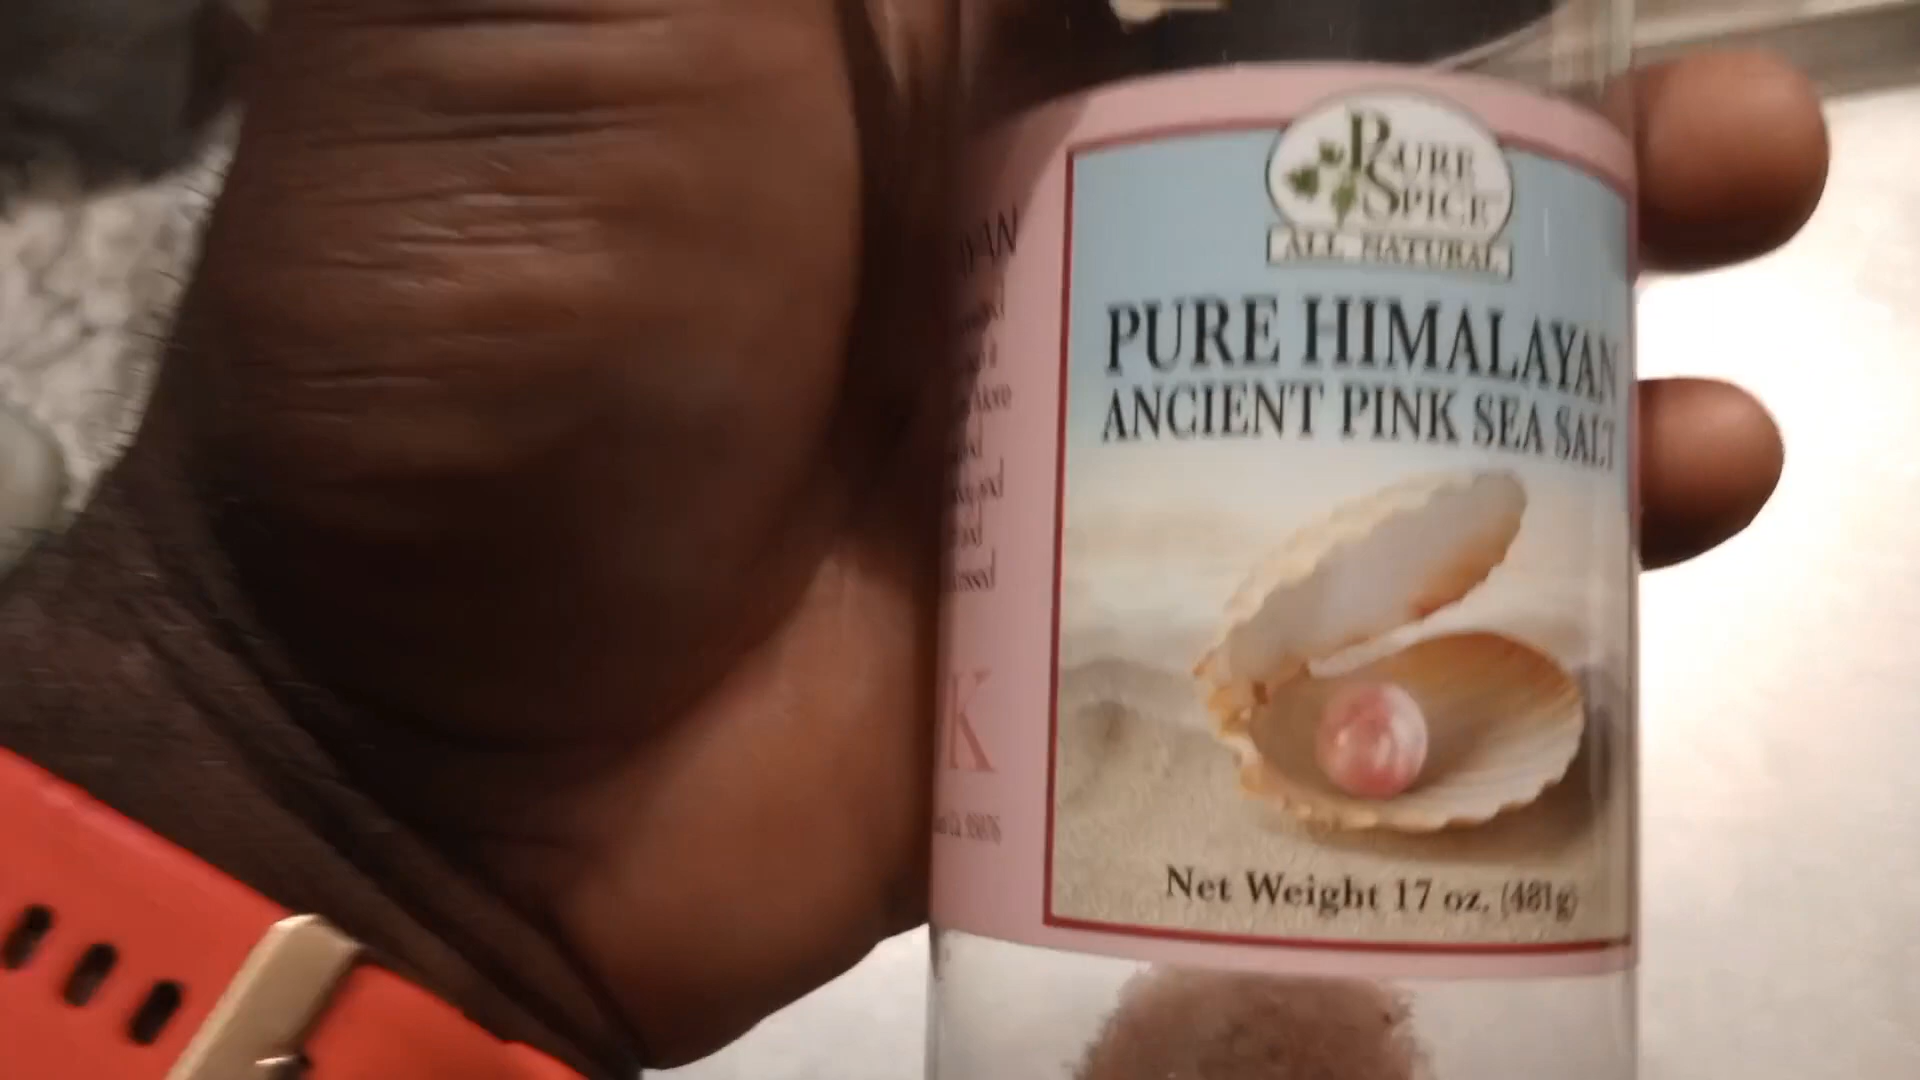 PURE
SPICE
ALL NATURAL
PURE HIMALAYAN
ANCIENT PINK SEA SALT
Net Weight 17 oz. (481g)
K